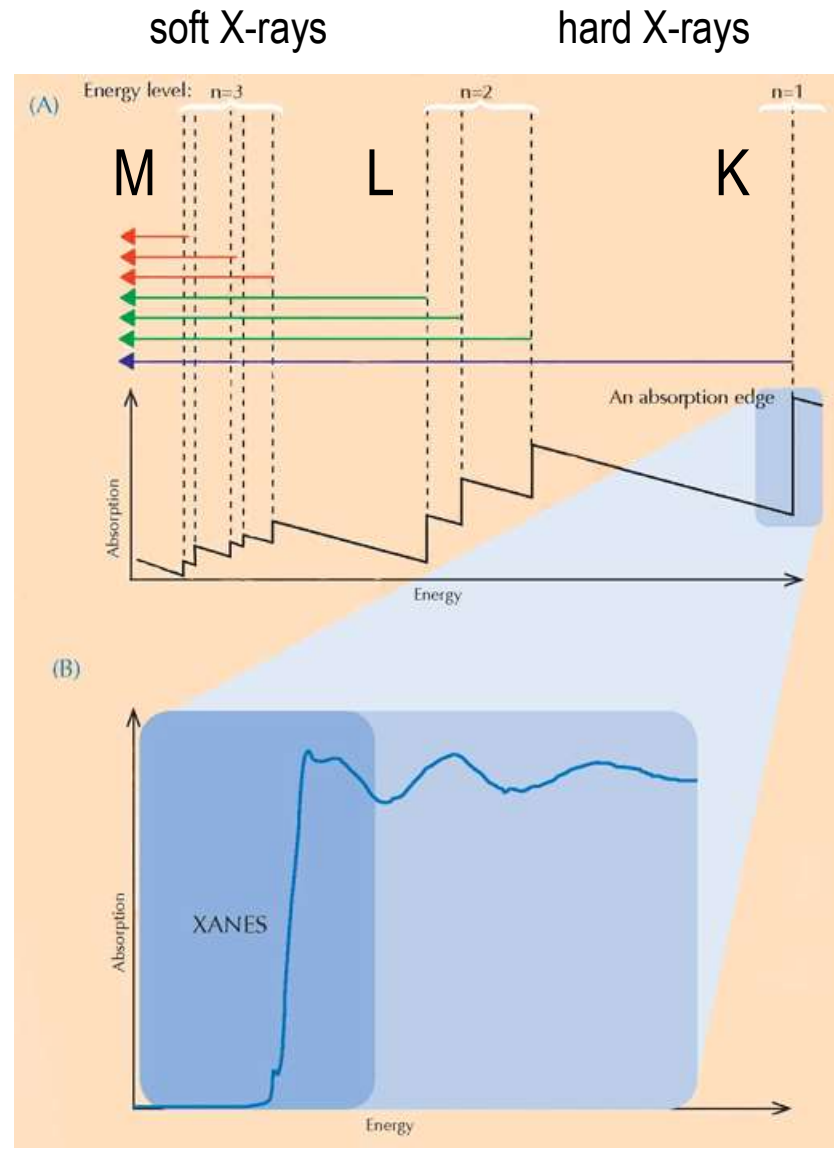 soft X-rays hard X-rays
(A) Energy level: n=3 n=2 n=1
M L K
An absorption edge
Absorption
Energy
(B)
XANES
Absorption
Energy